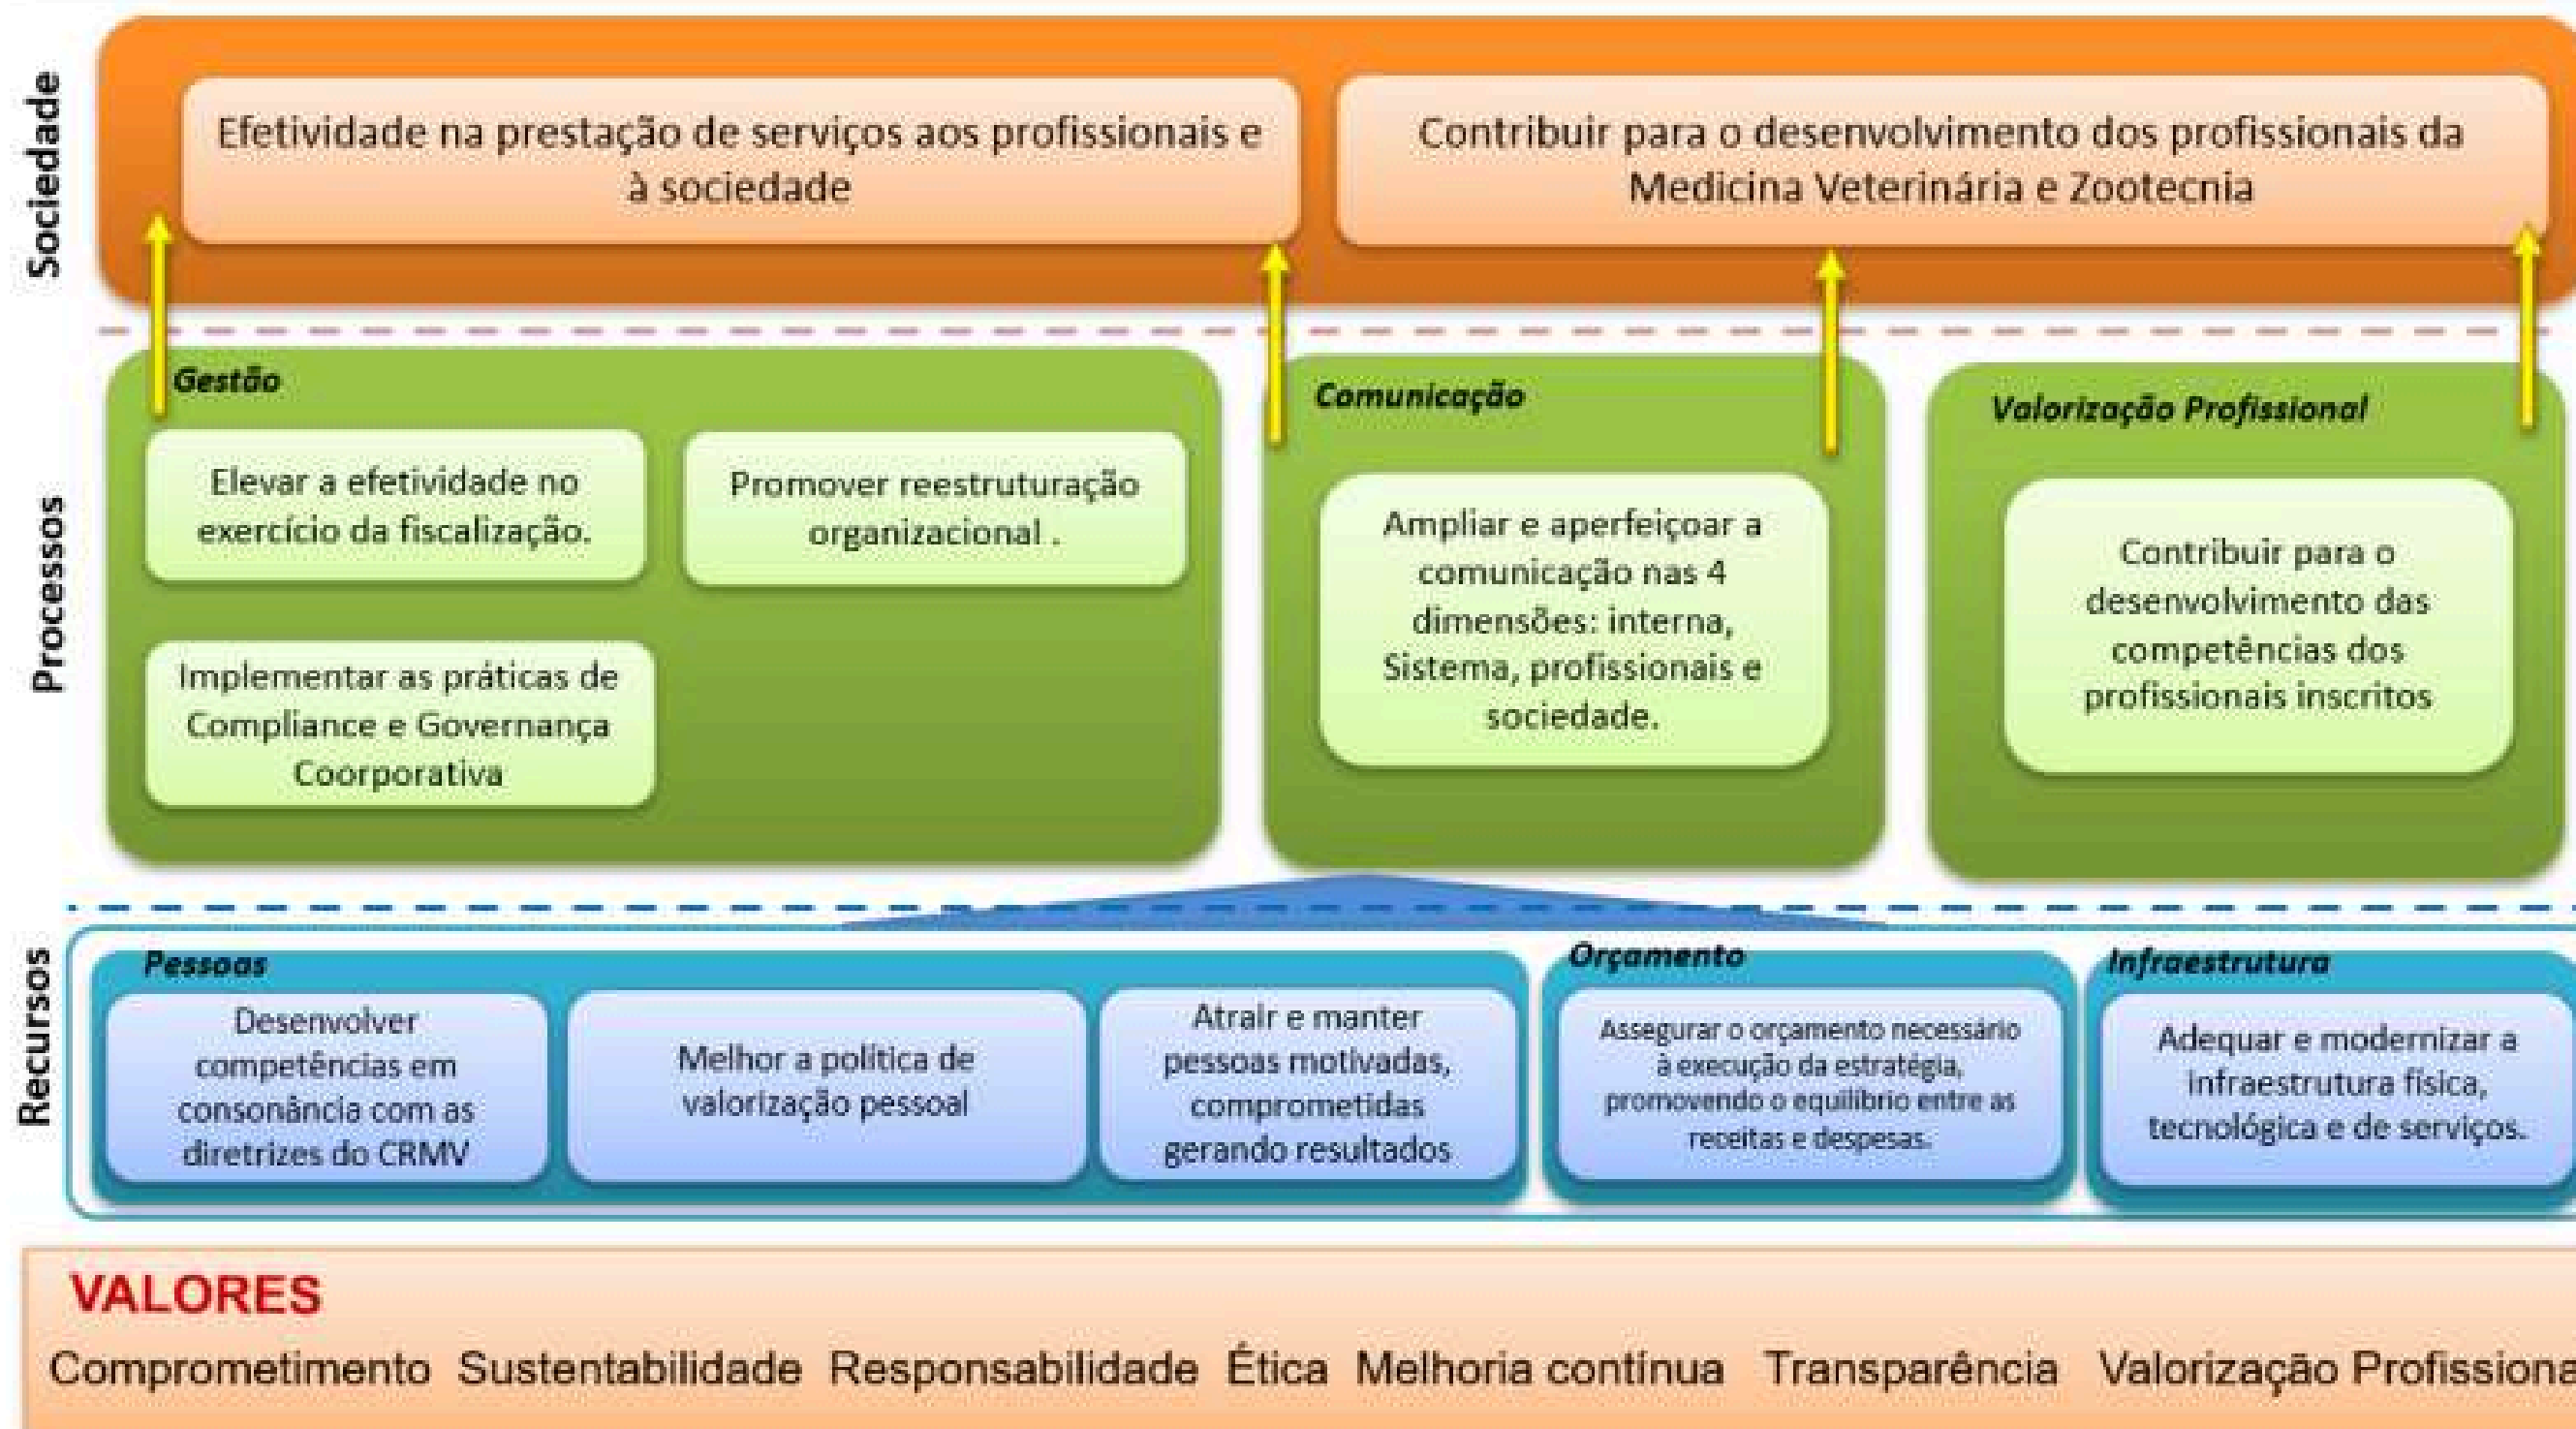 Sociedade
Efetividade na prestação de serviços aos profissionais e
à sociedade
Contribuir para o desenvolvimento dos profissionais da
Medicina Veterinária e Zootecnia
Processos
Gestão
Elevar a efetividade no
exercício da fiscalização.
Promover reestruturação
organizacional .
Implementar as práticas de
Compliance e Governança
Coorporativa
Comunicação
Ampliar e aperfeiçoar a
comunicação nas 4
dimensões: interna,
Sistema, profissionais e
sociedade.
Valorização Profissional
Contribuir para o
desenvolvimento das
competências dos
profissionais inscritos
Recursos
Pessoas
Desenvolver
competências em
consonância com as
diretrizes do CRMV
Melhor a política de
valorização pessoal
Atrair e manter
pessoas motivadas,
comprometidas
gerando resultados
Orçamento
Assegurar o orçamento necessário
à execução da estratégia,
promovendo o equilíbrio entre as
receitas e despesas.
Infraestrutura
Adequar e modernizar a
infraestrutura física,
tecnológica e de serviços.
VALORES
Comprometimento Sustentabilidade Responsabilidade Ética Melhoria contínua Transparência Valorização Profissiona